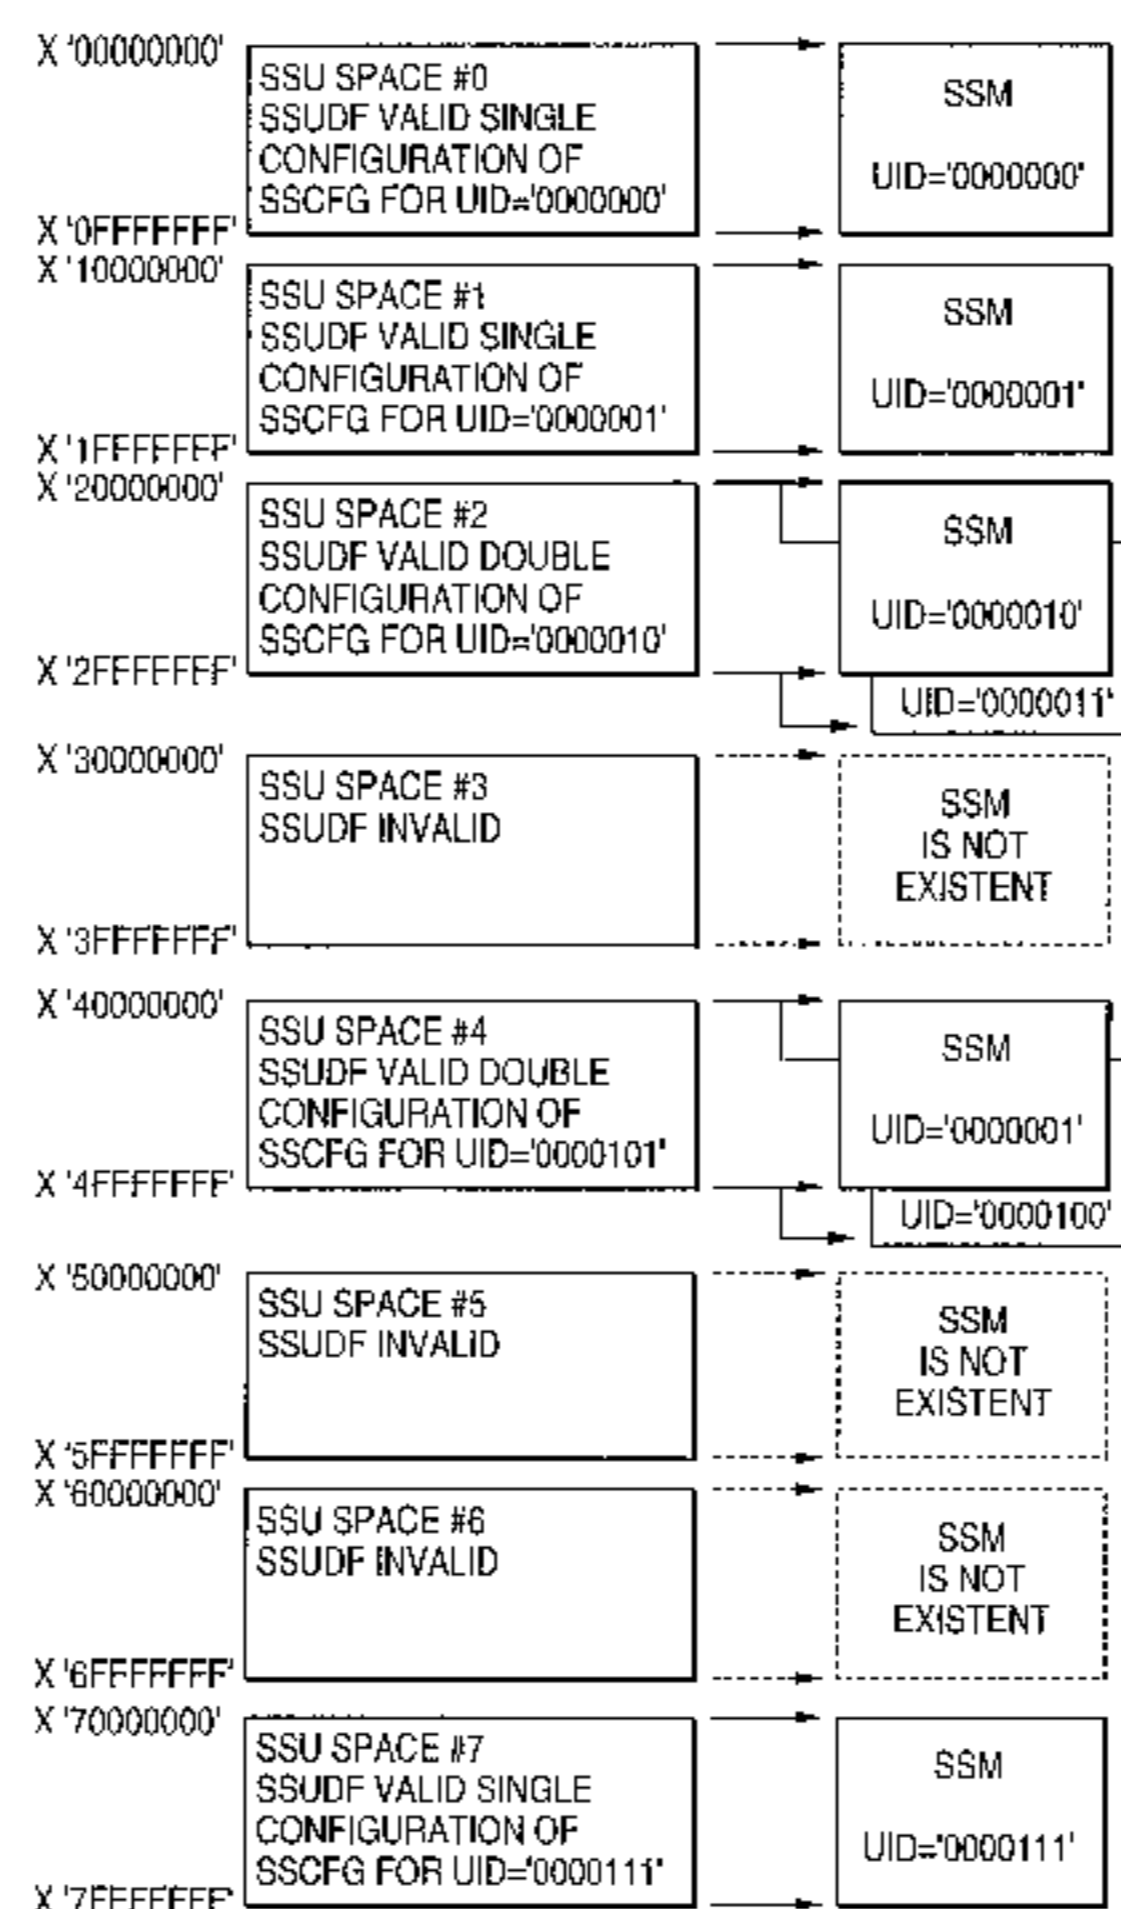 X '00000000'
SSU SPACE #0
SSUDF VALID SINGLE
CONFIGURATION OF
SSCFG FOR UID='0000000'
X '0FFFFFFF'
SSM
UID='0000000'
X '10000000'
SSU SPACE #1
SSUDF VALID SINGLE
CONFIGURATION OF
SSCFG FOR UID='0000001'
X '1FFFFFFF'
SSM
UID='0000001'
X '20000000'
SSU SPACE #2
SSUDF VALID DOUBLE
CONFIGURATION OF
SSCFG FOR UID='0000010'
X '2FFFFFFF'
SSM
UID='0000010'
UID='0000011'
X '30000000'
SSU SPACE #3
SSUDF INVALID
X '3FFFFFFF'
SSM
IS NOT
EXISTENT
X '40000000'
SSU SPACE #4
SSUDF VALID DOUBLE
CONFIGURATION OF
SSCFG FOR UID='0000101'
X '4FFFFFFF'
SSM
UID='0000001'
UID='0000100'
X '50000000'
SSU SPACE #5
SSUDF INVALID
X '5FFFFFFF'
SSM
IS NOT
EXISTENT
X '60000000'
SSU SPACE #6
SSUDF INVALID
X '6FFFFFFF'
SSM
IS NOT
EXISTENT
X '70000000'
SSU SPACE #7
SSUDF VALID SINGLE
CONFIGURATION OF
SSCFG FOR UID='0000111'
X '7FFFFFFF'
SSM
UID='0000111'